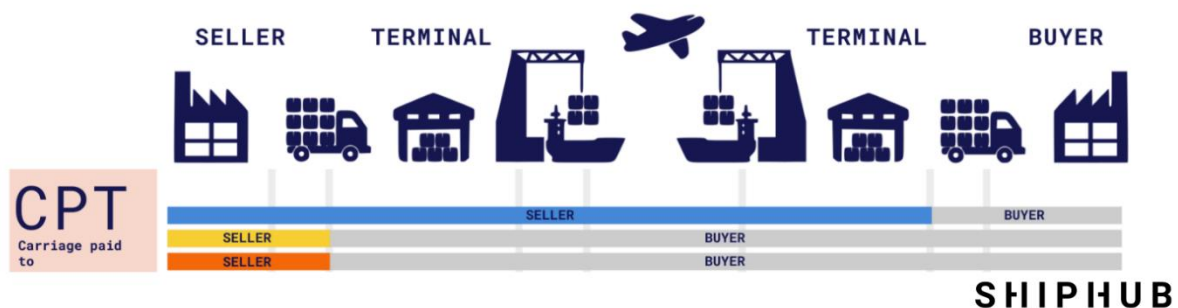 SELLER TERMINAL TERMINAL BUYER
CPT
Carriage paid
to
SELLER BUYER
SELLER BUYER
SELLER BUYER
SHIPHUB